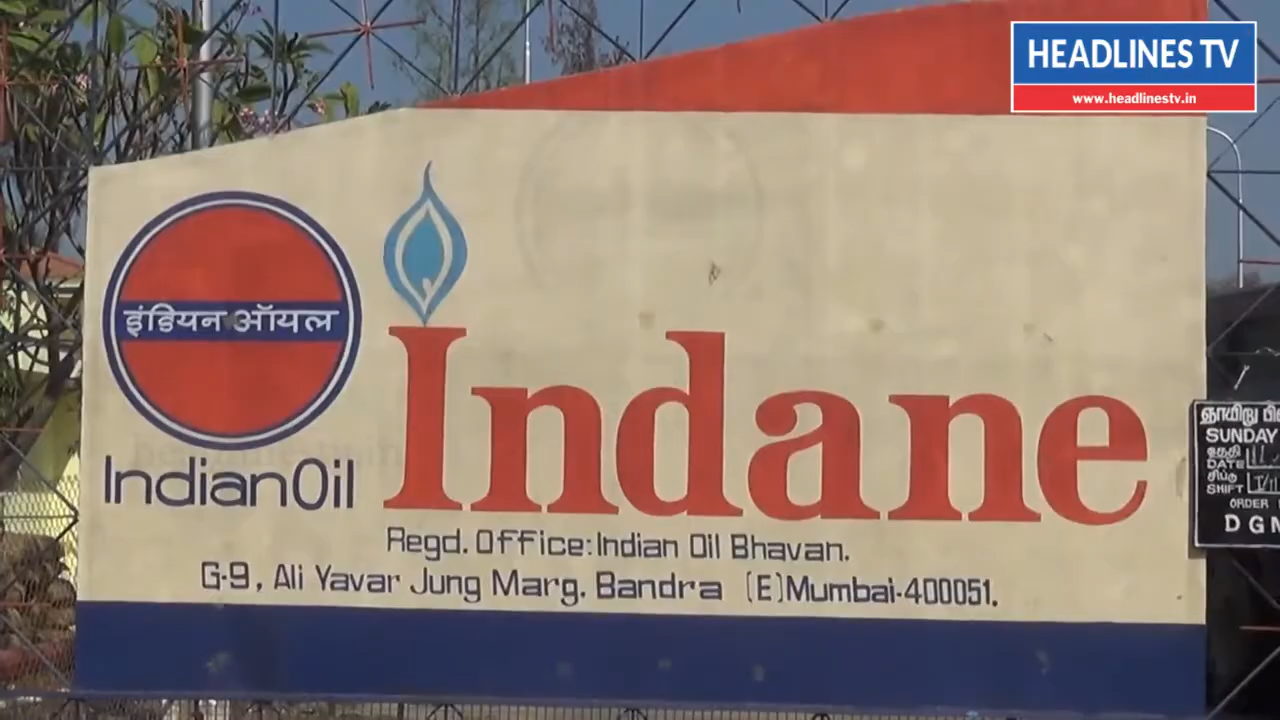 HEADLINES TV
www.headlinestv.in
इंडियन ऑयल
IndianOil
Indane
Regd. Office:Indian Oil Bhavan.
G-9, Ali Yavar Jung Marg. Bandra (E)Mumbai-400051.
ஞாயிறு
SUNDAY
DATE
SHIFT
ORDER